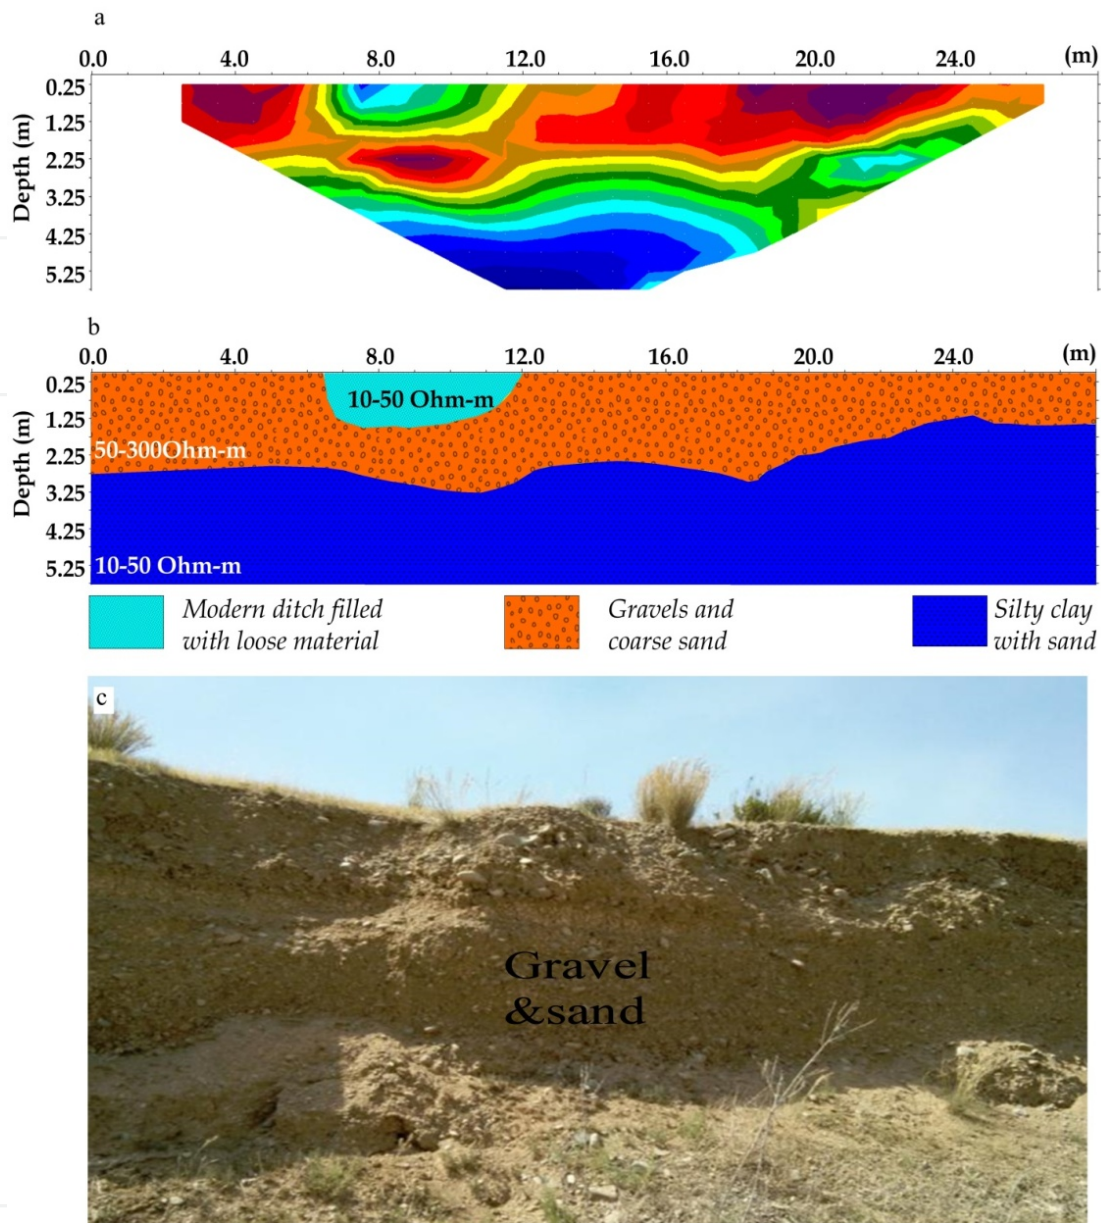 a
0.0 4.0 8.0 12.0 16.0 20.0 24.0 (m)
Depth (m)
0.25
1.25
2.25
3.25
4.25
5.25
b
0.0 4.0 8.0 12.0 16.0 20.0 24.0 (m)
Depth (m)
0.25
1.25
2.25
3.25
4.25
5.25
10-50 Ohm-m
50-300Ohm-m
10-50 Ohm-m
Modern ditch filled
with loose material
Gravels and
coarse sand
Silty clay
with sand
c
Gravel
&sand